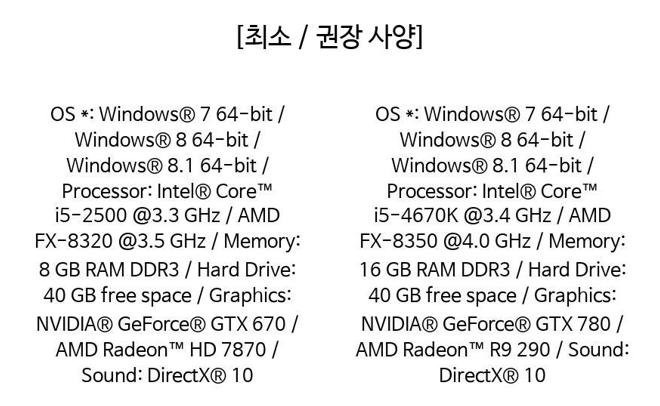 [최소 / 권장 사양]
OS *: Windows® 7 64-bit /
Windows® 8 64-bit /
Windows® 8.1 64-bit /
Processor: Intel® Core™
i5-2500 @3.3 GHz / AMD
FX-8320 @3.5 GHz / Memory:
8 GB RAM DDR3 / Hard Drive:
40 GB free space / Graphics:
NVIDIA® GeForce® GTX 670 /
AMD Radeon™ HD 7870 /
Sound: DirectX® 10
OS *: Windows® 7 64-bit /
Windows® 8 64-bit /
Windows® 8.1 64-bit /
Processor: Intel® Core™
i5-4670K @3.4 GHz / AMD
FX-8350 @4.0 GHz / Memory:
16 GB RAM DDR3 / Hard Drive:
40 GB free space / Graphics:
NVIDIA® GeForce® GTX 780 /
AMD Radeon™ R9 290 / Sound:
DirectX® 10